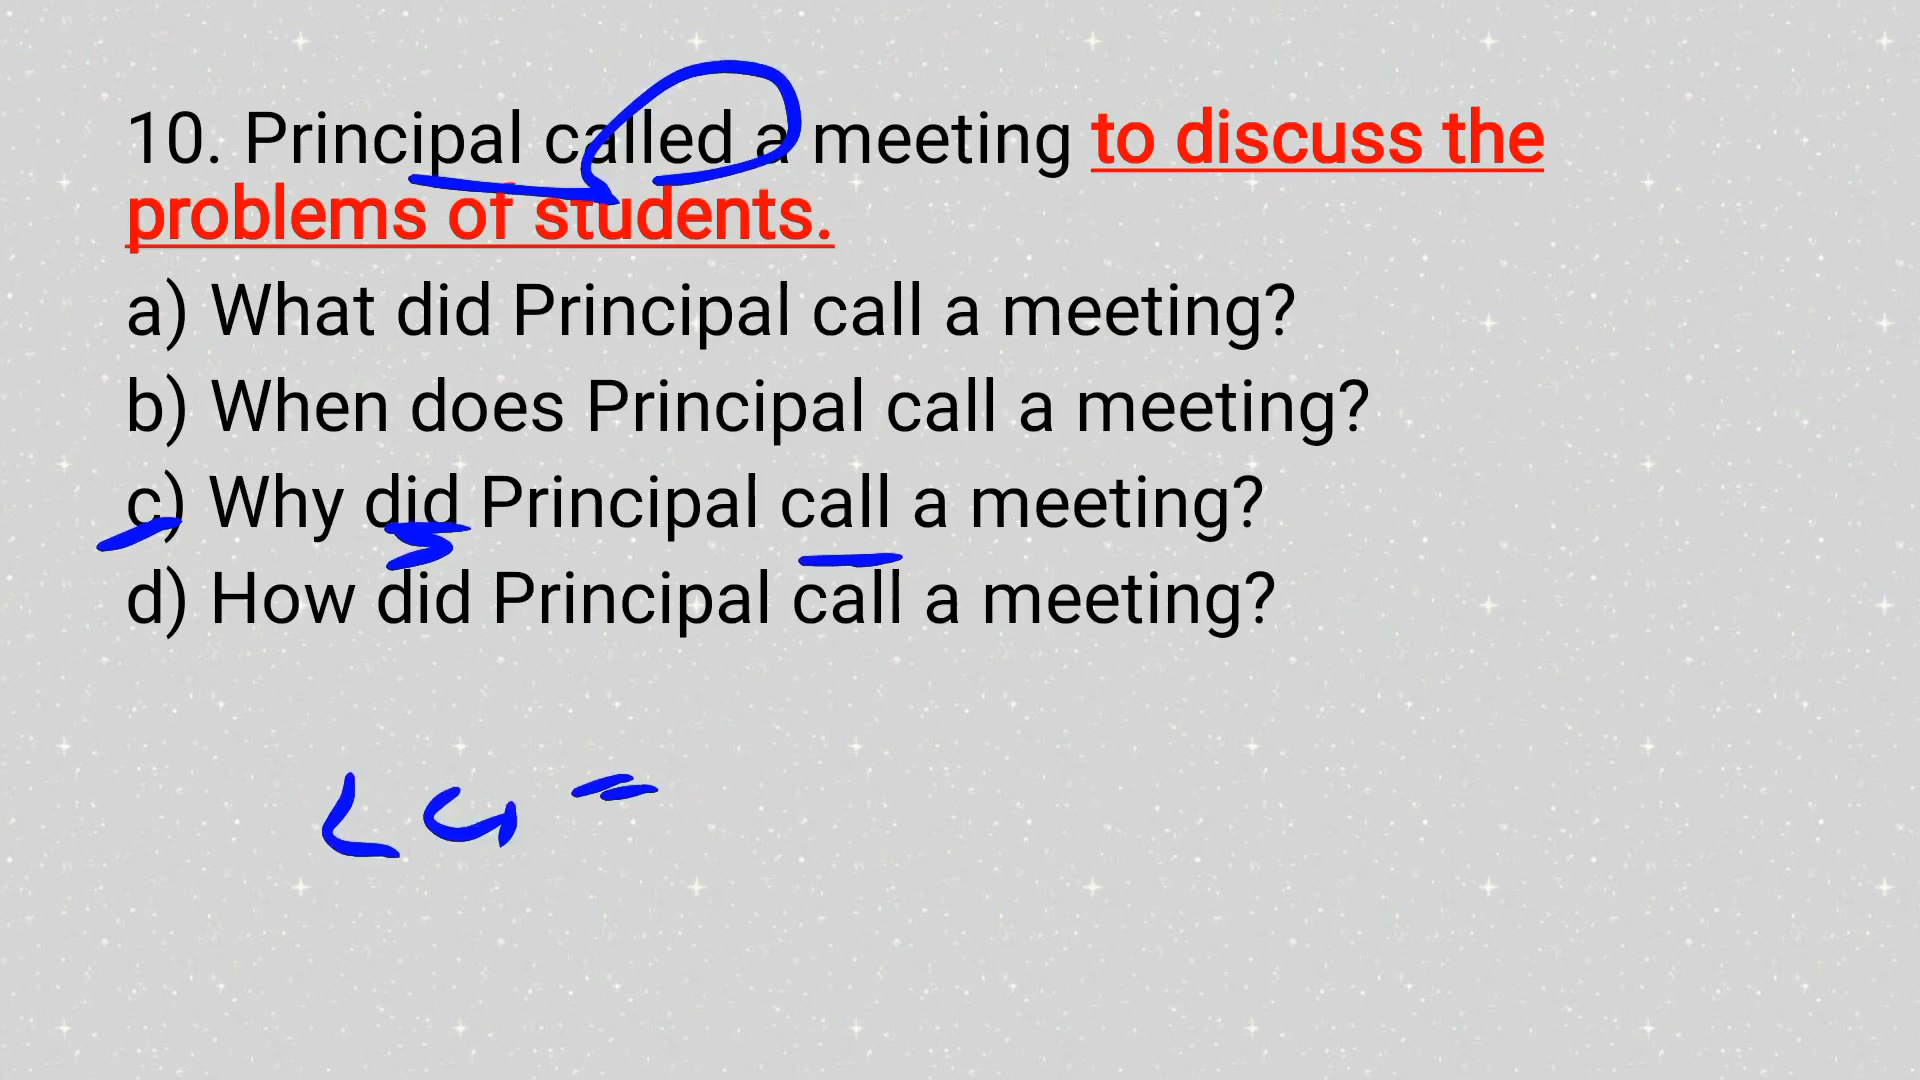 10. Principal called a meeting to discuss the
problems of students.
a) What did Principal call a meeting?
b) When does Principal call a meeting?
c) Why did Principal call a meeting?
d) How did Principal call a meeting?